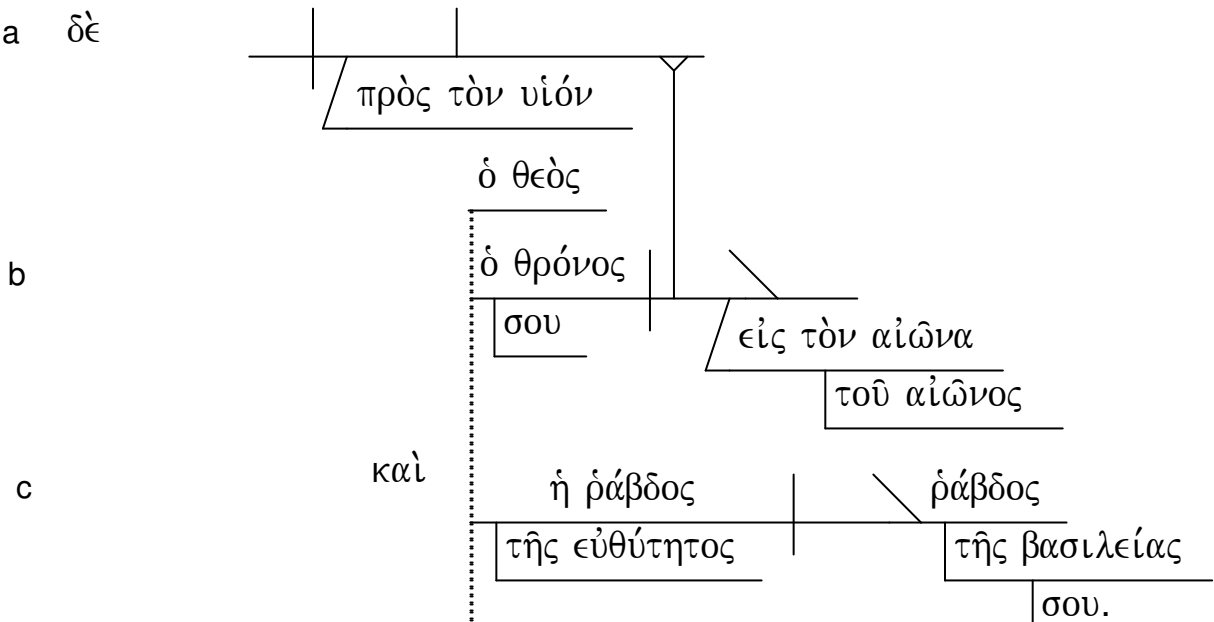 a δὲ
πρὸς τὸν υἱόν
ὁ θεὸς
b ὁ θρόνος
σου εἰς τὸν αἰῶνα
τοῦ αἰῶνος
c καὶ ἡ ῥάβδος ῥάβδος
τῆς εὐθύτητος τῆς βασιλείας
σου.